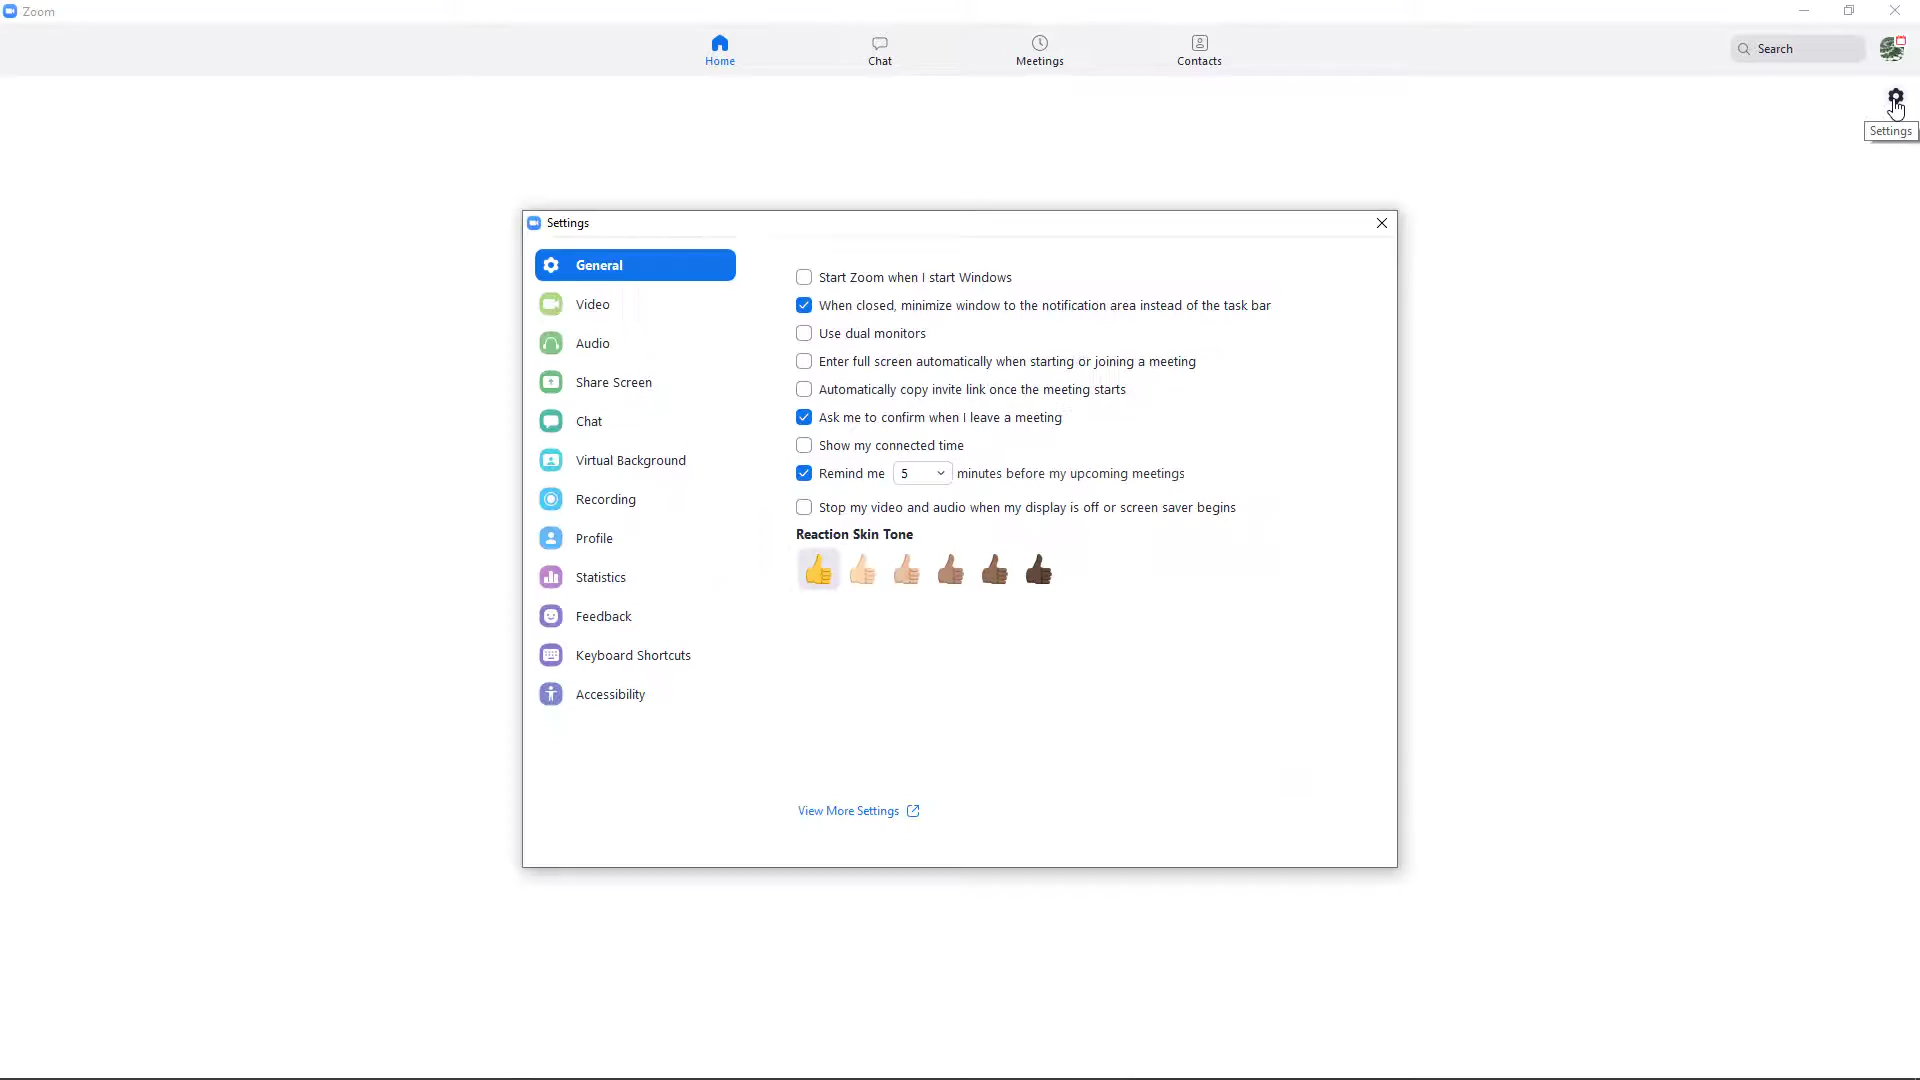 Zoom
Home
Chat
Meetings
Contacts
Search
Settings
Settings
General
Video
Audio
Share Screen
Chat
Virtual Background
Recording
Profile
Statistics
Feedback
Keyboard Shortcuts
Accessibility
Start Zoom when I start Windows
When closed, minimize window to the notification area instead of the task bar
Use dual monitors
Enter full screen automatically when starting or joining a meeting
Automatically copy invite link once the meeting starts
Ask me to confirm when I leave a meeting
Show my connected time
Remind me 5 minutes before my upcoming meetings
Stop my video and audio when my display is off or screen saver begins
Reaction Skin Tone
View More Settings